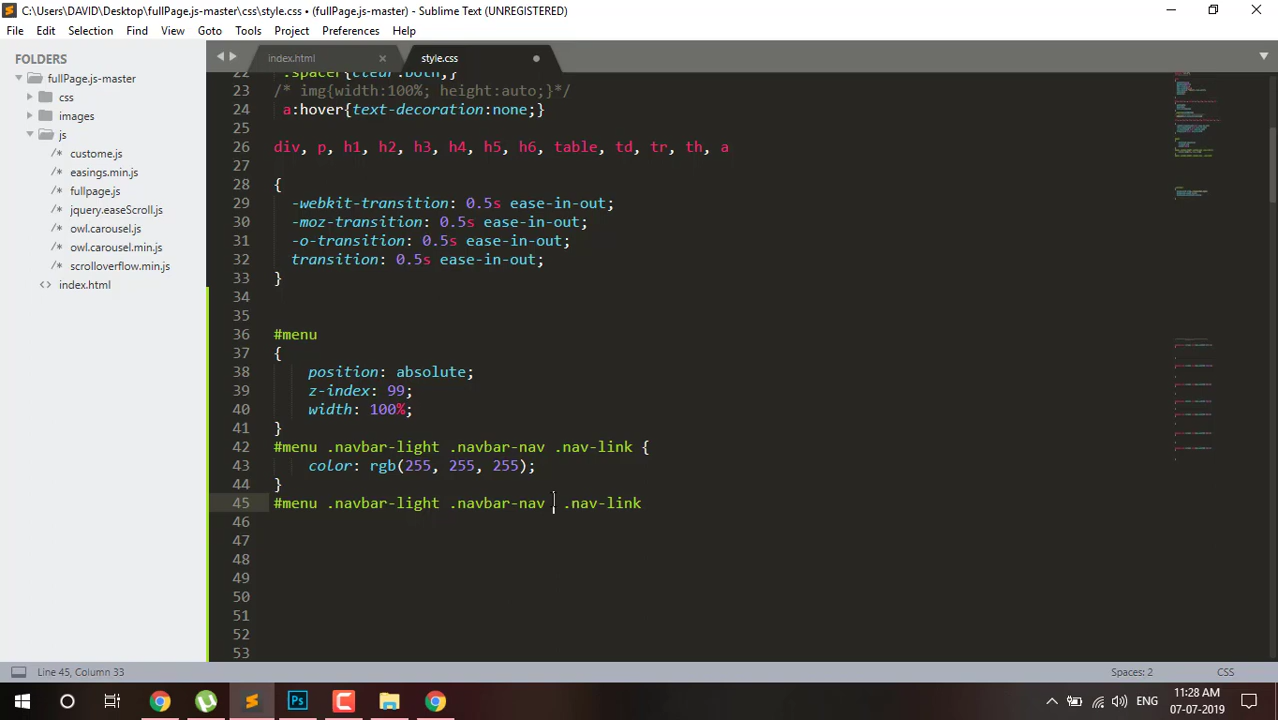 C:\Users\DAVID\Desktop\fullPage.js-master\css\style.css • (fullPage.js-master) - Sublime Text (UNREGISTERED)
File Edit Selection Find View Goto Tools Project Preferences Help
FOLDERS
fullPage.js-master
css
images
js
/* custome.js
/* easings.min.js
/* fullpage.js
/* jquery.easeScroll.js
/* owl.carousel.js
/* owl.carousel.min.js
/* scrolloverflow.min.js
<> index.html
index.html
style.css
22 .spacer{clear:both;}
23 /* img{width:100%; height:auto;}*/
24 a:hover{text-decoration:none;}
25
26 div, p, h1, h2, h3, h4, h5, h6, table, td, tr, th, a
27
28 {
29 -webkit-transition: 0.5s ease-in-out;
30 -moz-transition: 0.5s ease-in-out;
31 -o-transition: 0.5s ease-in-out;
32 transition: 0.5s ease-in-out;
33 }
34
35
36 #menu
37 {
38 position: absolute;
39 z-index: 99;
40 width: 100%;
41 }
42 #menu .navbar-light .navbar-nav .nav-link {
43 color: rgb(255, 255, 255);
44 }
45 #menu .navbar-light .navbar-nav  .nav-link
46
47
48
49
50
51
52
53
Line 45, Column 33
Spaces: 2
CSS
Ps
ENG
11:28 AM
07-07-2019